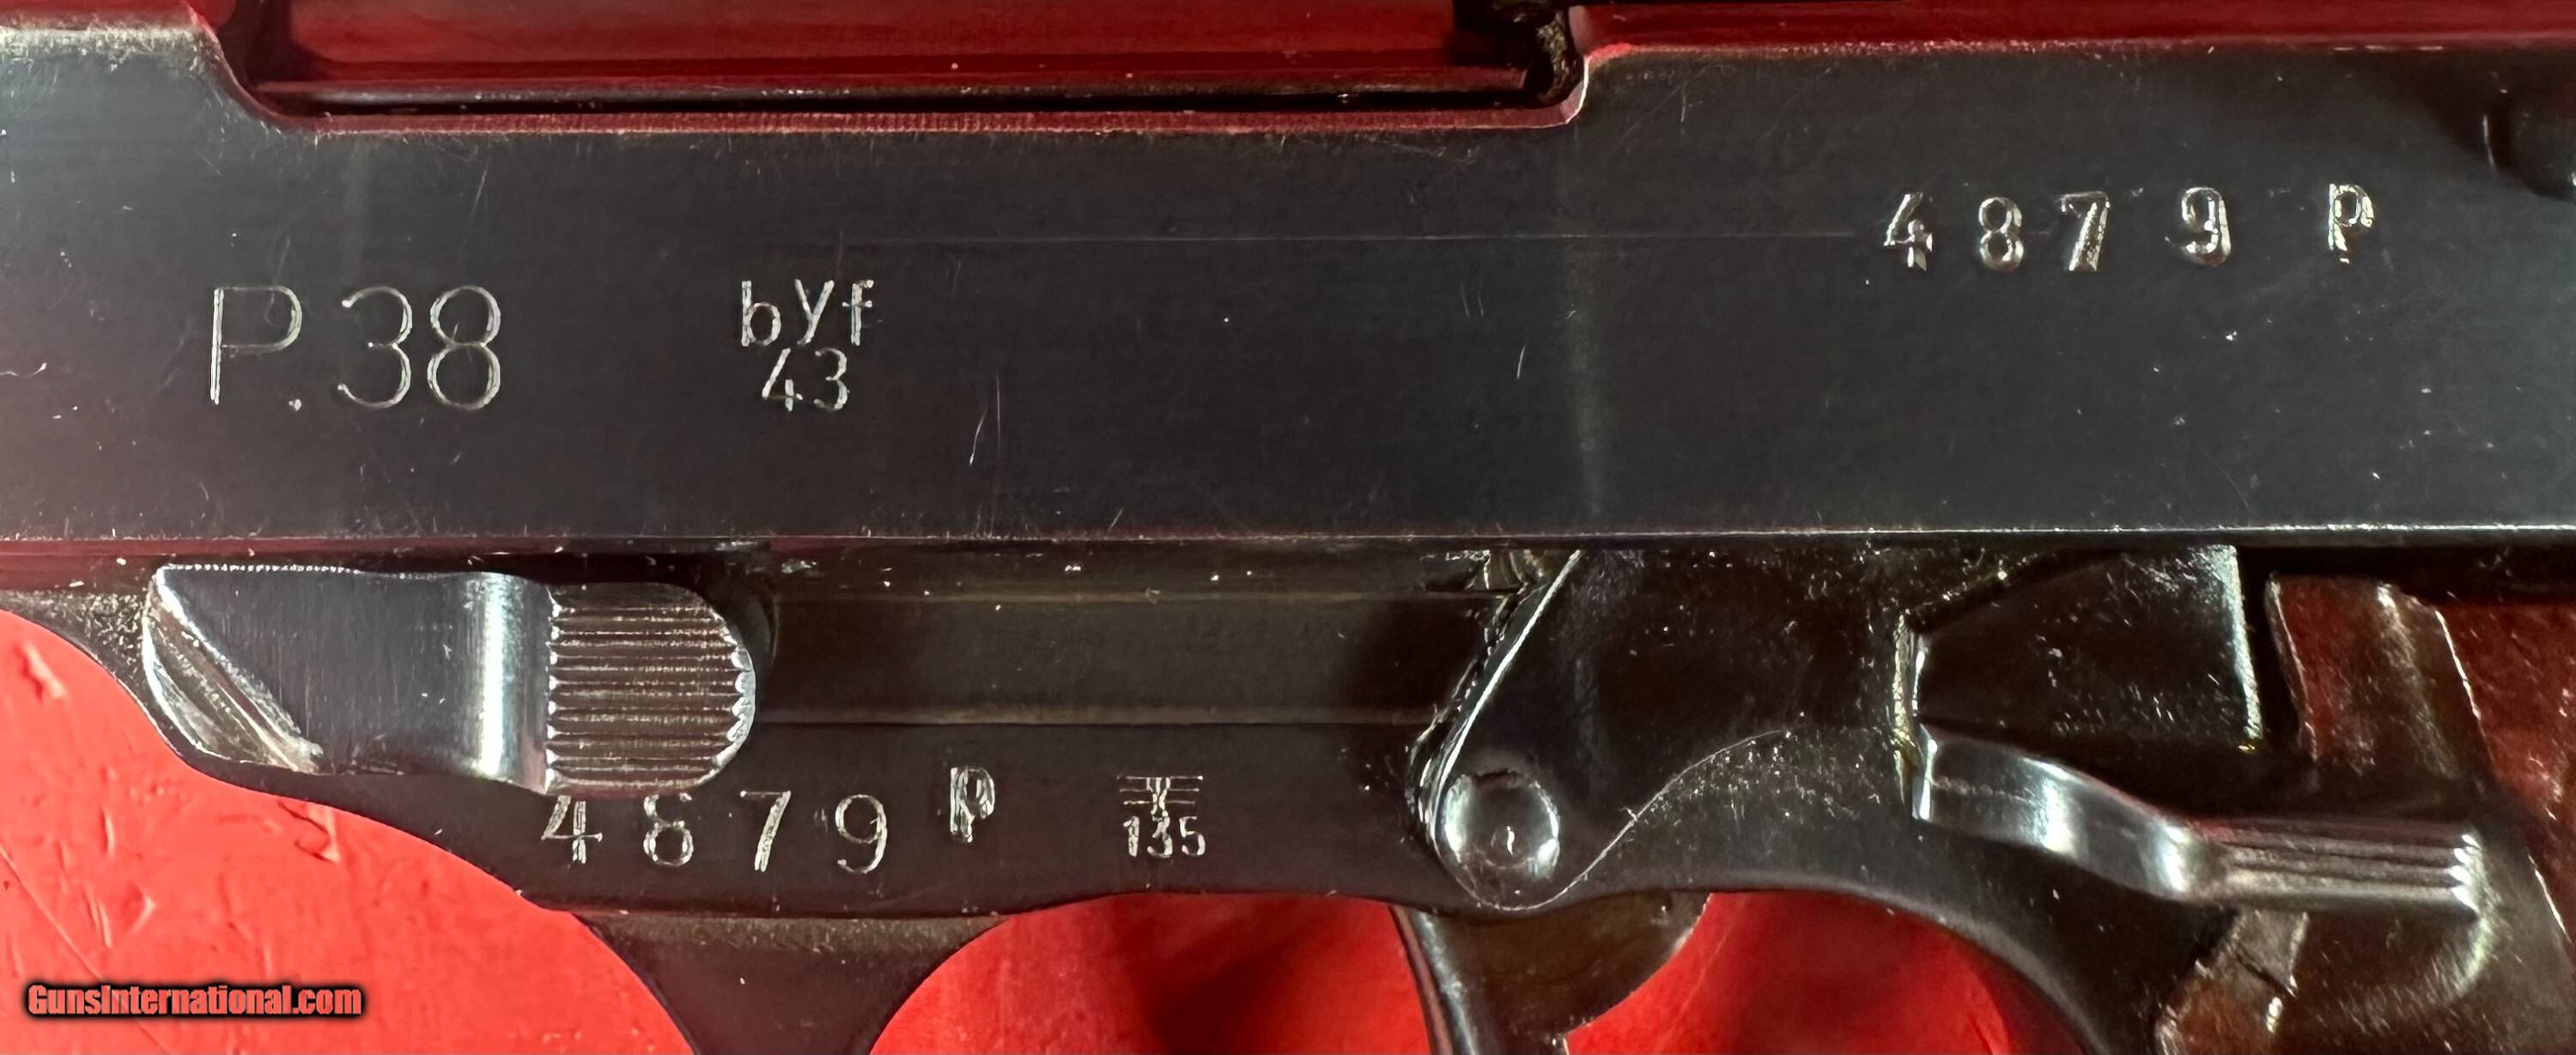 4879 P
P.38
byf
43
4879 P
135
GunsInternational.com